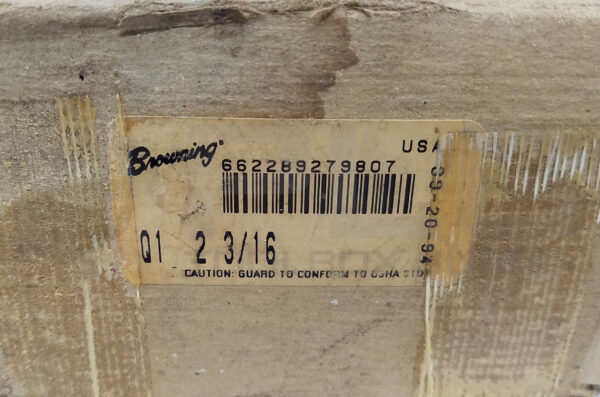 Browning
USA
662289279807
Q1 2 3/16
CAUTION: GUARD TO CONFORM TO OSHA STD